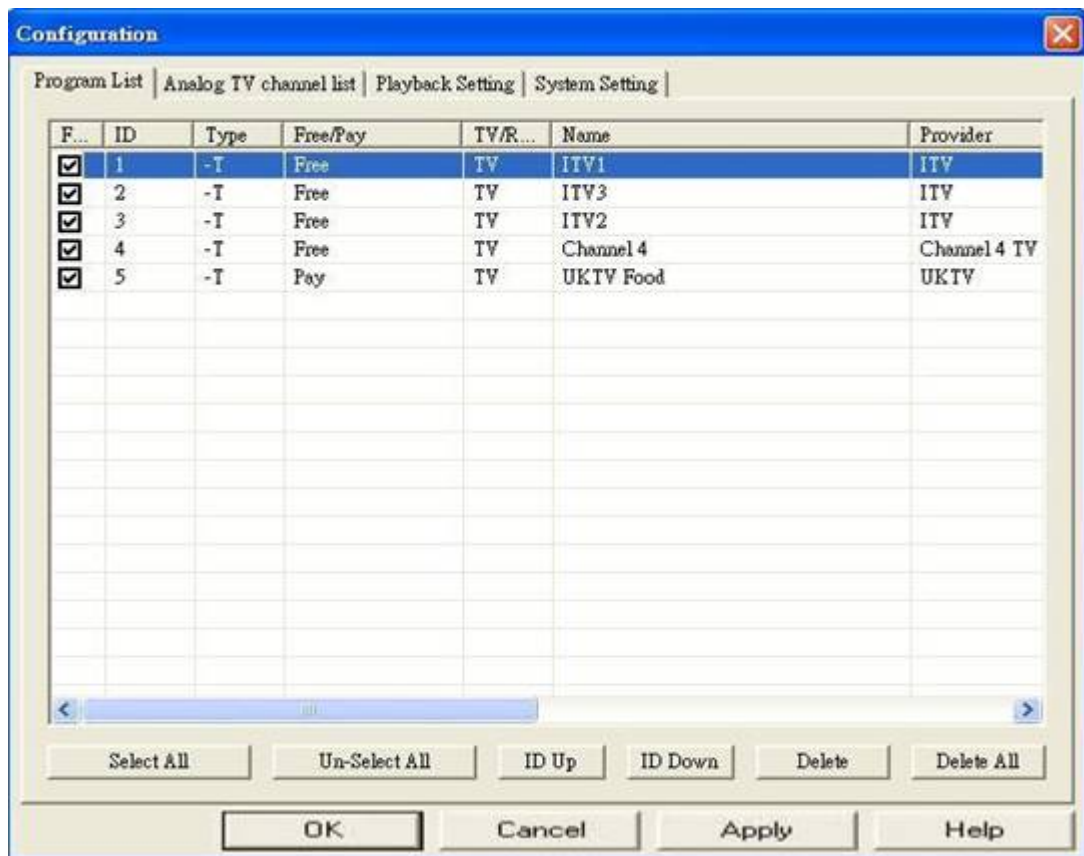 Configuration
Program List Analog TV channel list Playback Setting System Setting
F... ID Type Free/Pay TV/R... Name Provider
1 -T Free TV ITV1 ITV
2 -T Free TV ITV3 ITV
3 -T Free TV ITV2 ITV
4 -T Free TV Channel 4 Channel 4 TV
5 -T Pay TV UKTV Food UKTV
Select All Un-Select All ID Up ID Down Delete Delete All
OK Cancel Apply Help